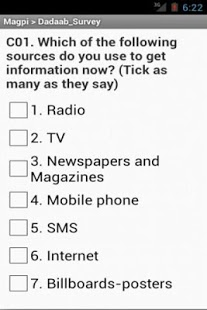 6:22
Magpi > Dadaab_Survey
C01. Which of the following
sources do you use to get
information now? (Tick as
many as they say)
1. Radio
2. TV
3. Newspapers and
Magazines
4. Mobile phone
5. SMS
6. Internet
7. Billboards-posters